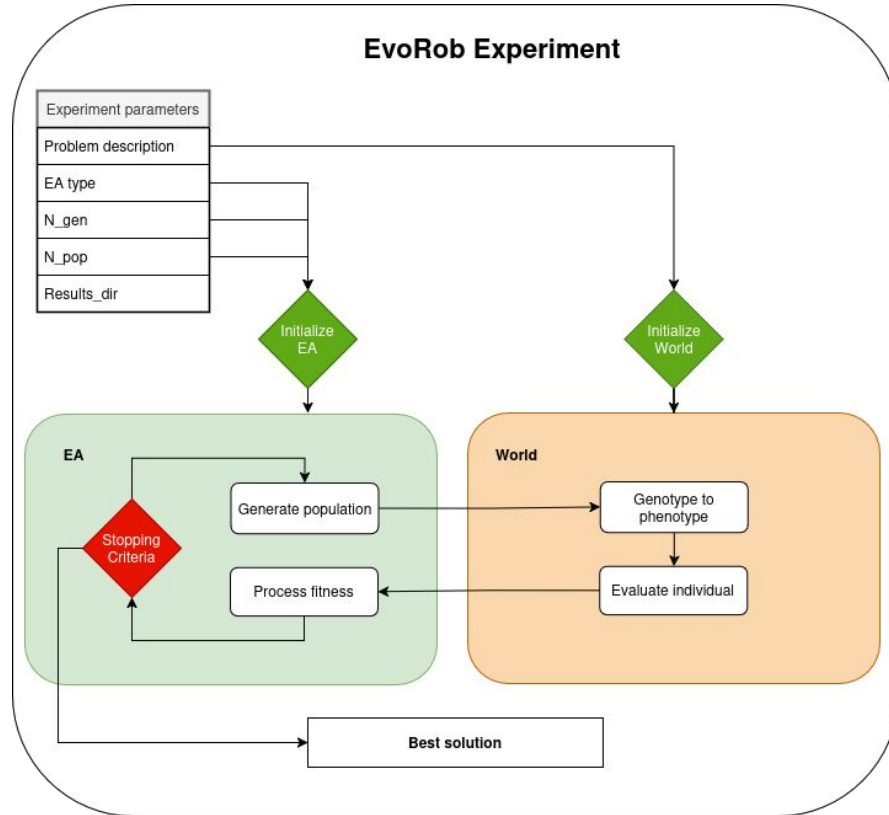 EvoRob Experiment
Experiment parameters
Problem description
EA type
N_gen
N_pop
Results_dir
Initialize
EA
Initialize
World
EA
World
Generate population
Genotype to
phenotype
Stopping
Criteria
Process fitness
Evaluate individual
Best solution